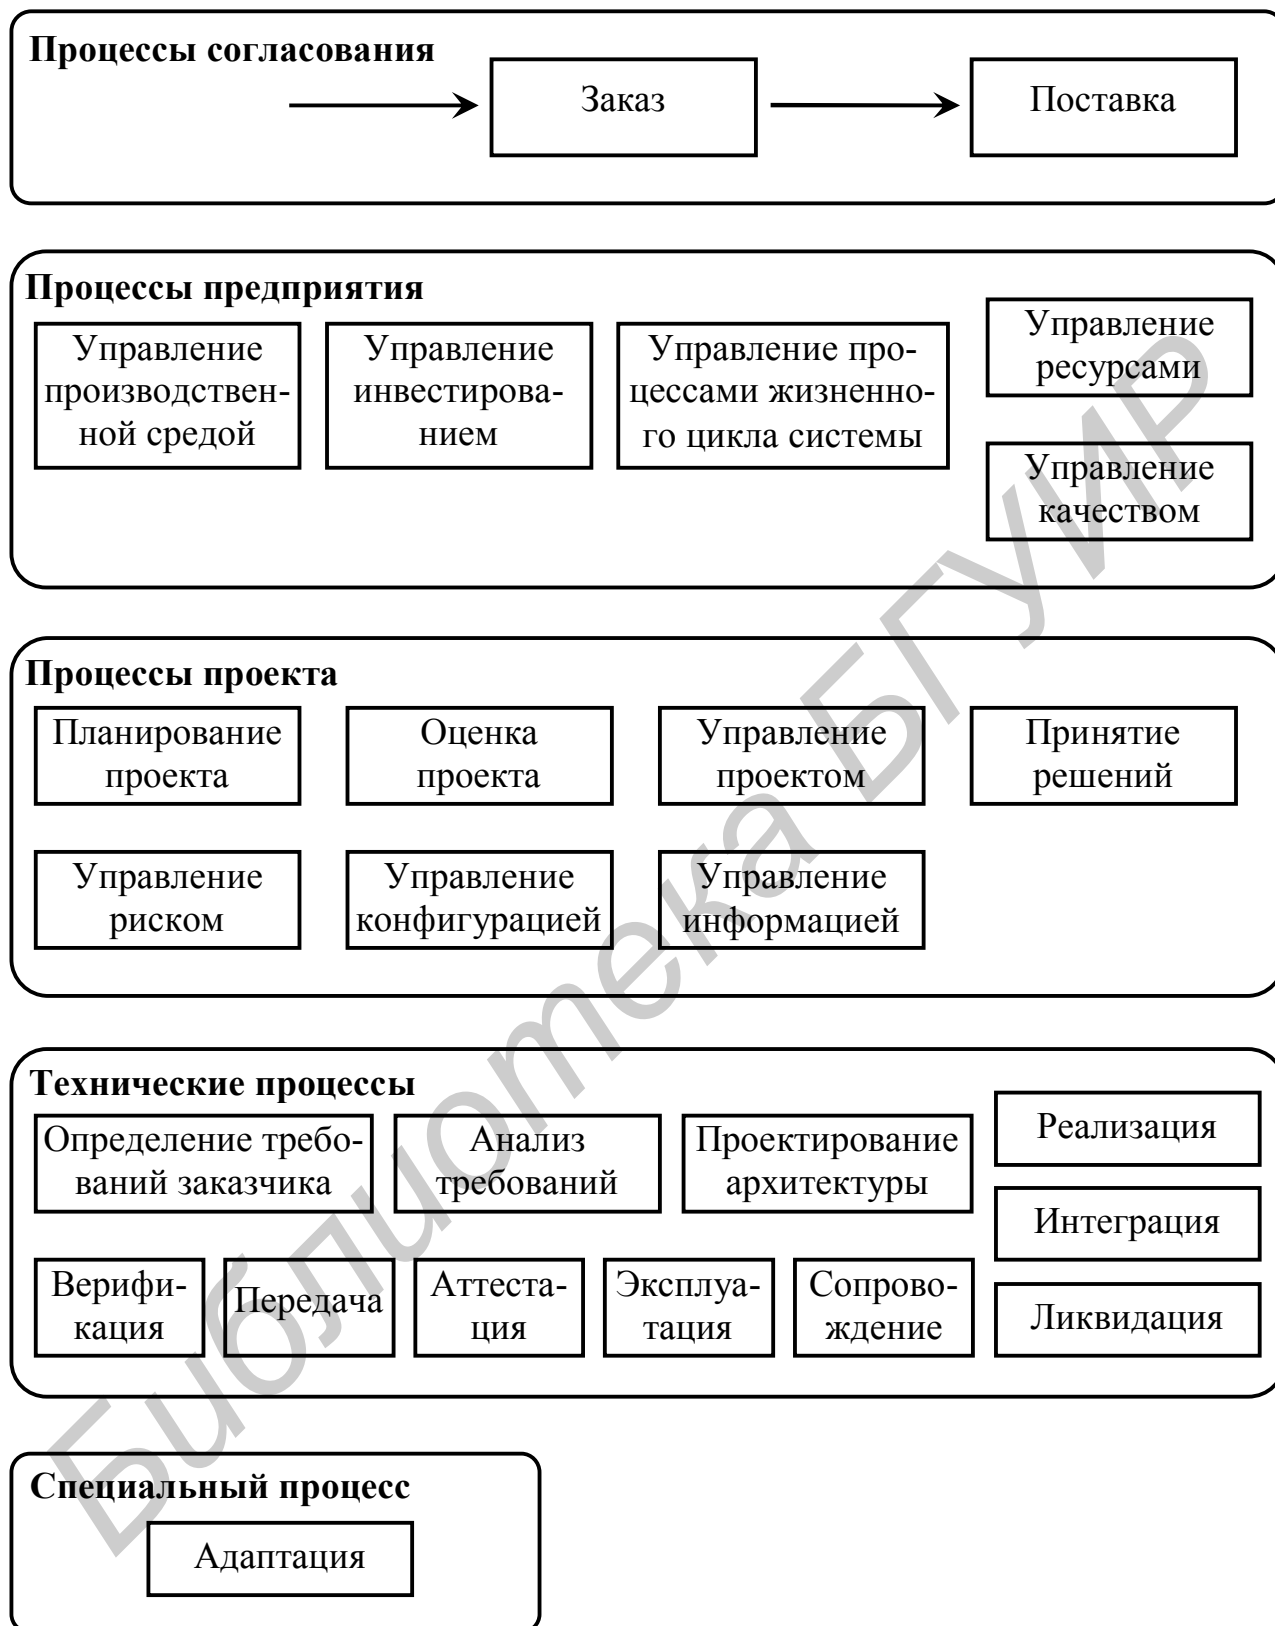 Процессы согласования
Заказ
Поставка
Процессы предприятия
Управление
производствен-
ной средой
Управление
инвестирова-
нием
Управление про-
цессами жизненно-
го цикла системы
Управление
ресурсами
Управление
качеством
Процессы проекта
Планирование
проекта
Оценка
проекта
Управление
проектом
Принятие
решений
Управление
риском
Управление
конфигурацией
Управление
информацией
Технические процессы
Определение требо-
ваний заказчика
Анализ
требований
Проектирование
архитектуры
Реализация
Интеграция
Ликвидация
Верифи-
кация
Передача
Аттеста-
ция
Эксплуа-
тация
Сопрово-
ждение
Специальный процесс
Адаптация
Библиотека БГУИР